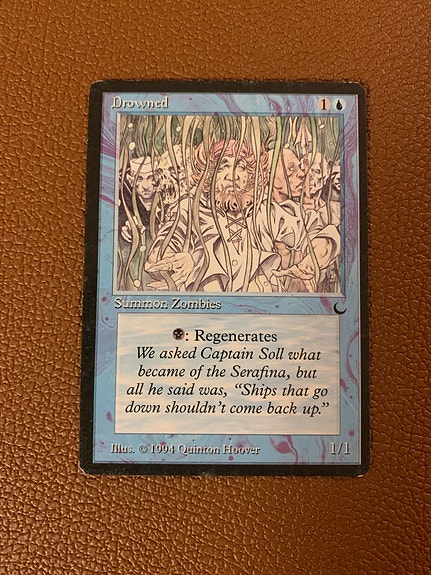 Drowned 1
Summon Zombies
: Regenerates
We asked Captain Soll what
became of the Serafina, but
all he said was, “Ships that go
down shouldn’t come back up.”
Illus. © 1994 Quinton Hoover 1/1